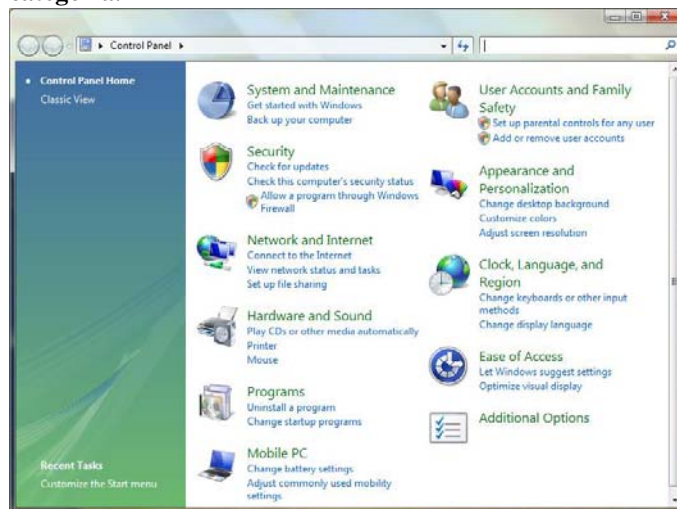 categoria.
Control Panel
Control Panel Home
Classic View
Recent Tasks
Customize the Start menu
System and Maintenance
Get started with Windows
Back up your computer
Security
Check for updates
Check this computer's security status
Allow a program through Windows
Firewall
Network and Internet
Connect to the Internet
View network status and tasks
Set up file sharing
Hardware and Sound
Play CDs or other media automatically
Printer
Mouse
Programs
Uninstall a program
Change startup programs
Mobile PC
Change battery settings
Adjust commonly used mobility
settings
User Accounts and Family
Safety
Set up parental controls for any user
Add or remove user accounts
Appearance and
Personalization
Change desktop background
Customize colors
Adjust screen resolution
Clock, Language, and
Region
Change keyboards or other input
methods
Change display language
Ease of Access
Let Windows suggest settings
Optimize visual display
Additional Options